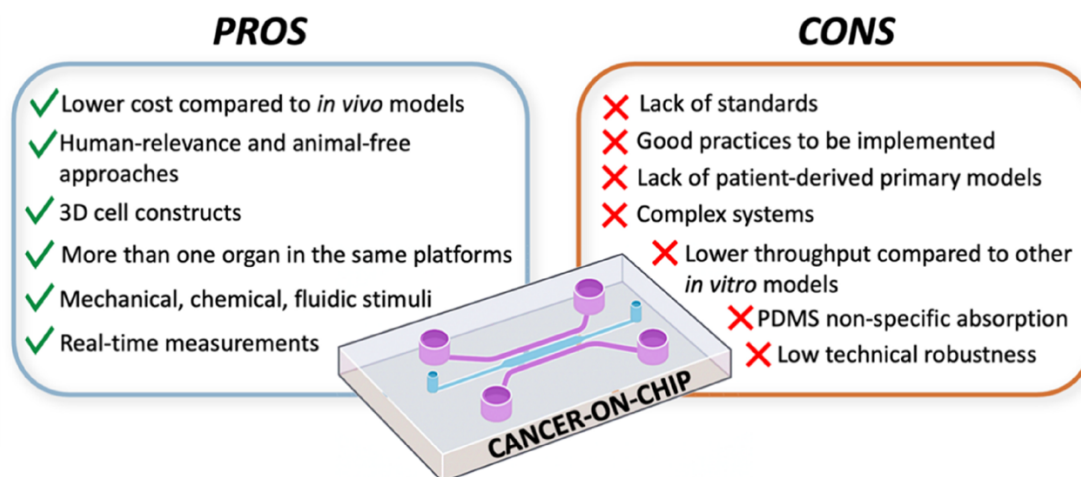 PROS
Lower cost compared to in vivo models
Human-relevance and animal-free
approaches
3D cell constructs
More than one organ in the same platforms
Mechanical, chemical, fluidic stimuli
Real-time measurements
CONS
Lack of standards
Good practices to be implemented
Lack of patient-derived primary models
Complex systems
Lower throughput compared to other
in vitro models
PDMS non-specific absorption
Low technical robustness
CANCER-ON-CHIP